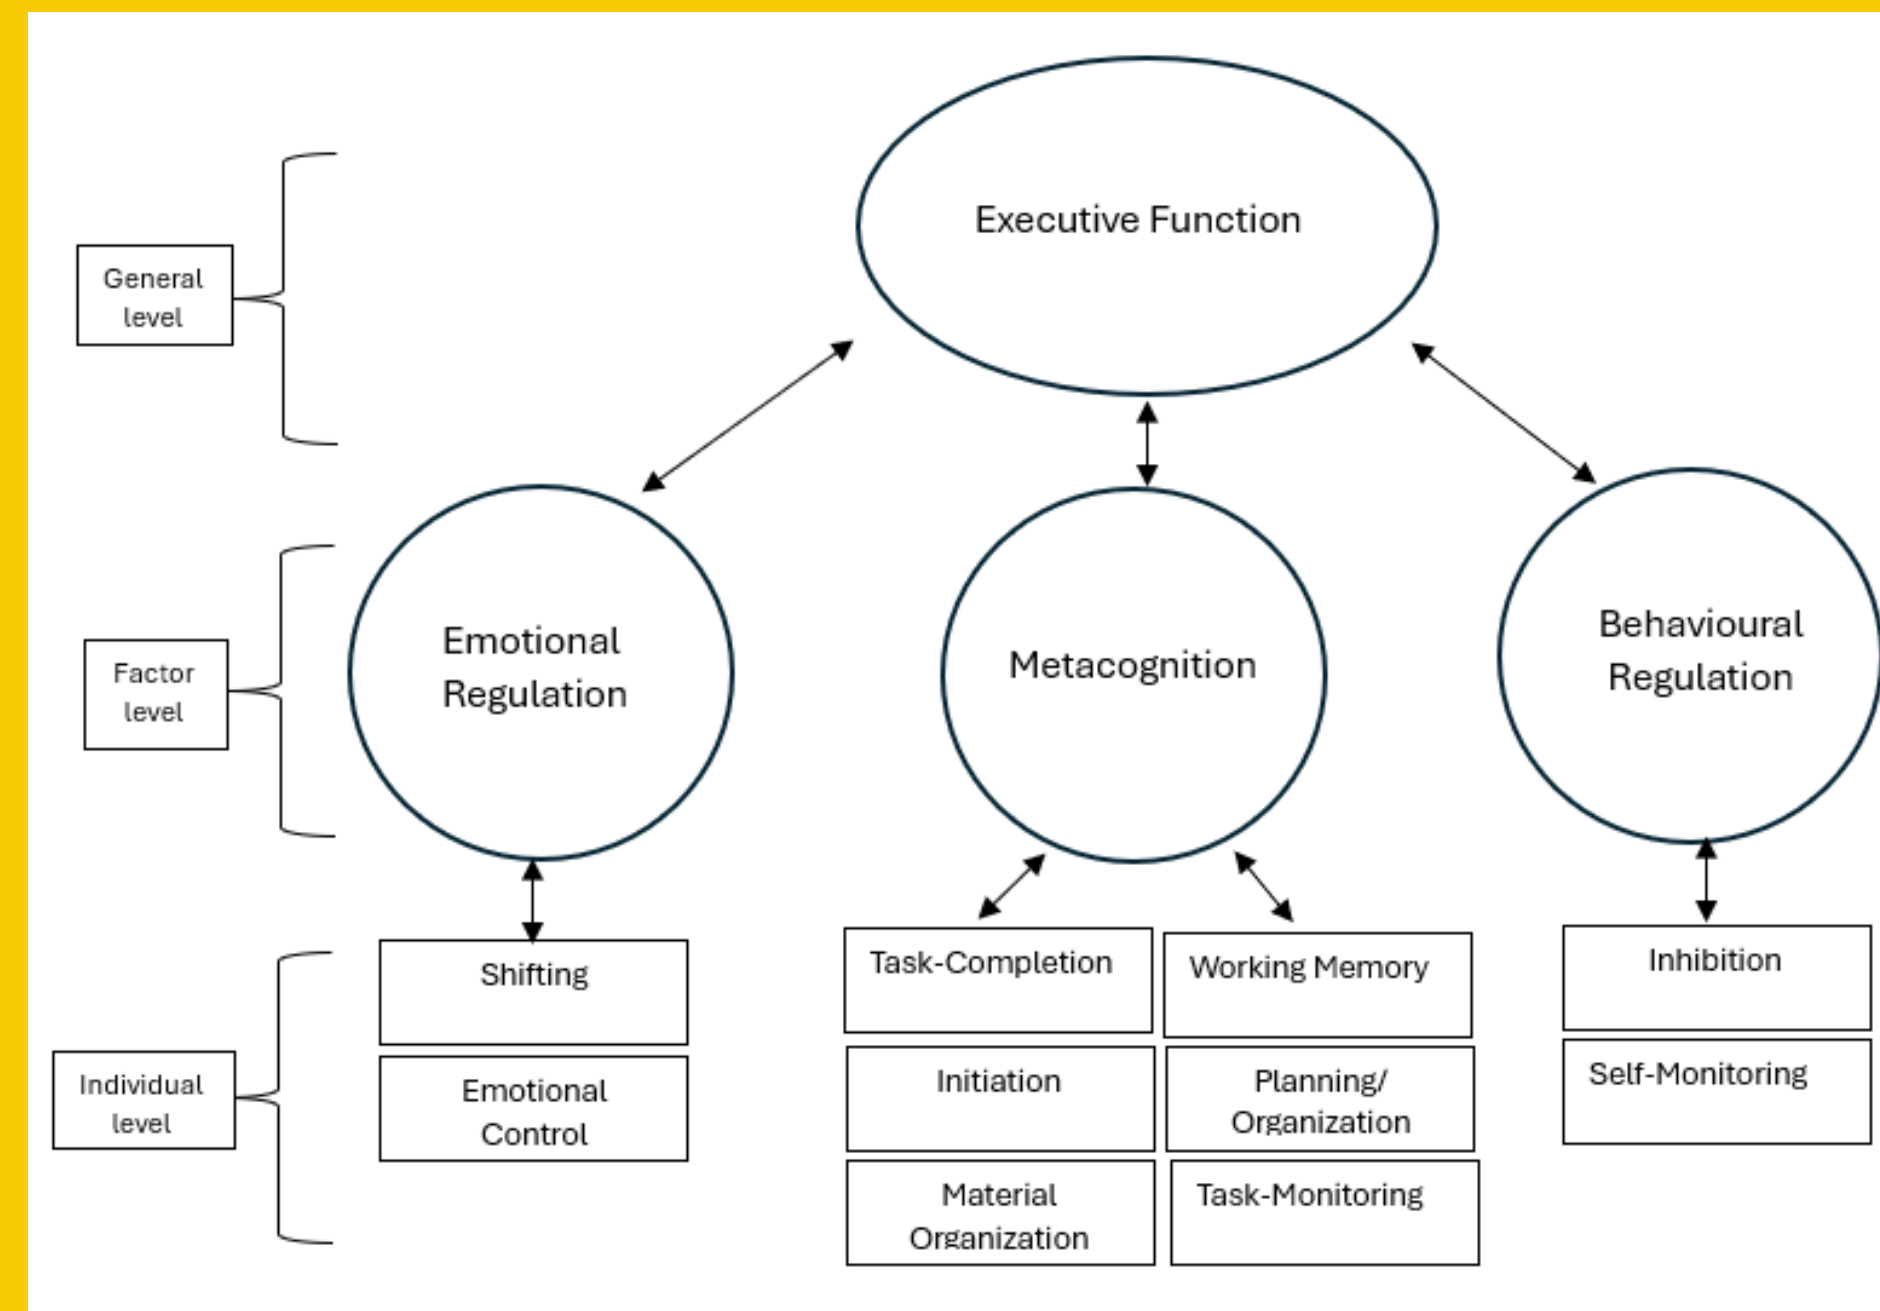 Executive Function
General
level
Emotional
Regulation
Metacognition
Behavioural
Regulation
Factor
level
Shifting
Emotional
Control
Task-Completion
Working Memory
Initiation
Planning/
Organization
Material
Organization
Task-Monitoring
Inhibition
Self-Monitoring
Individual
level